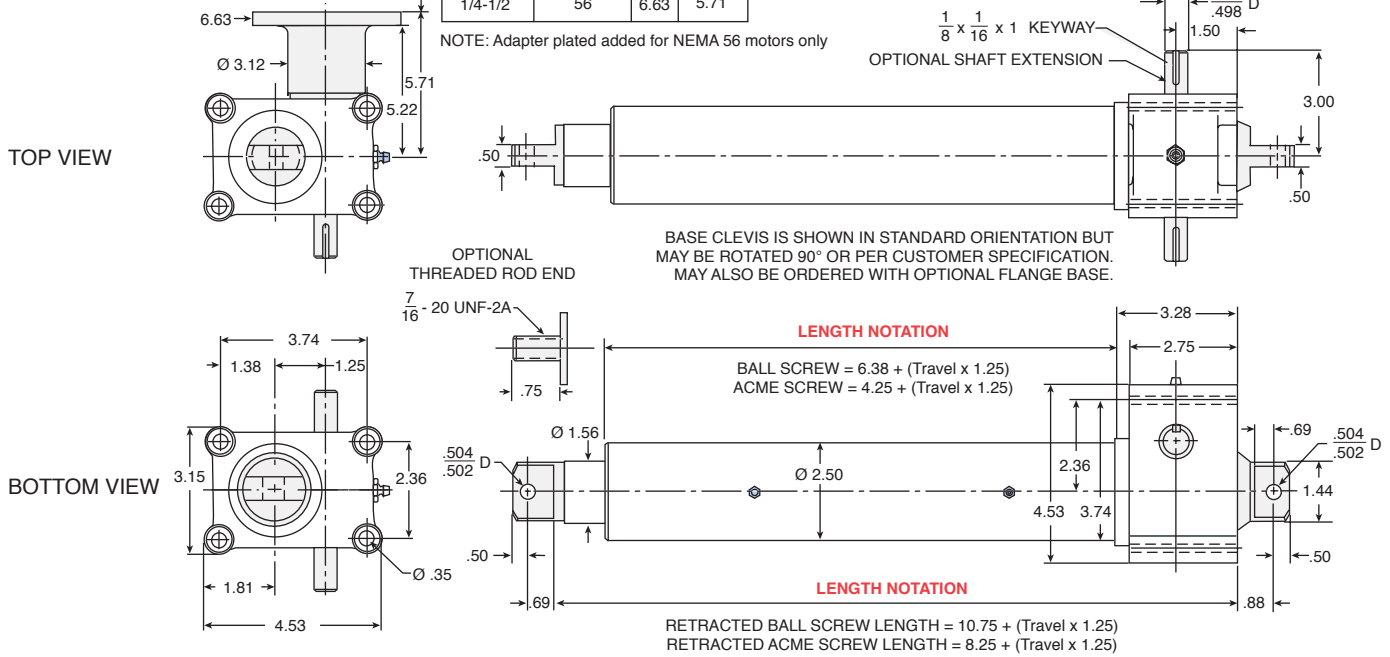 1/4-1/2 56 6.63 5.71
NOTE: Adapter plated added for NEMA 56 motors only
6.63
Ø 3.12
5.71
5.22
TOP VIEW
.498 D
1/8 x 1/16 x 1 KEYWAY
1.50
OPTIONAL SHAFT EXTENSION
3.00
.50
.50
BASE CLEVIS IS SHOWN IN STANDARD ORIENTATION BUT
MAY BE ROTATED 90° OR PER CUSTOMER SPECIFICATION.
MAY ALSO BE ORDERED WITH OPTIONAL FLANGE BASE.
OPTIONAL
THREADED ROD END
7/16 - 20 UNF-2A
.75
LENGTH NOTATION
BALL SCREW = 6.38 + (Travel x 1.25)
ACME SCREW = 4.25 + (Travel x 1.25)
3.28
2.75
3.74
1.38
1.25
BOTTOM VIEW
3.15
2.36
Ø .35
1.81
4.53
Ø 1.56
.504
.502 D
Ø 2.50
2.36
4.53
3.74
.69
.504
.502 D
1.44
.50
.50
.69
.88
LENGTH NOTATION
RETRACTED BALL SCREW LENGTH = 10.75 + (Travel x 1.25)
RETRACTED ACME SCREW LENGTH = 8.25 + (Travel x 1.25)